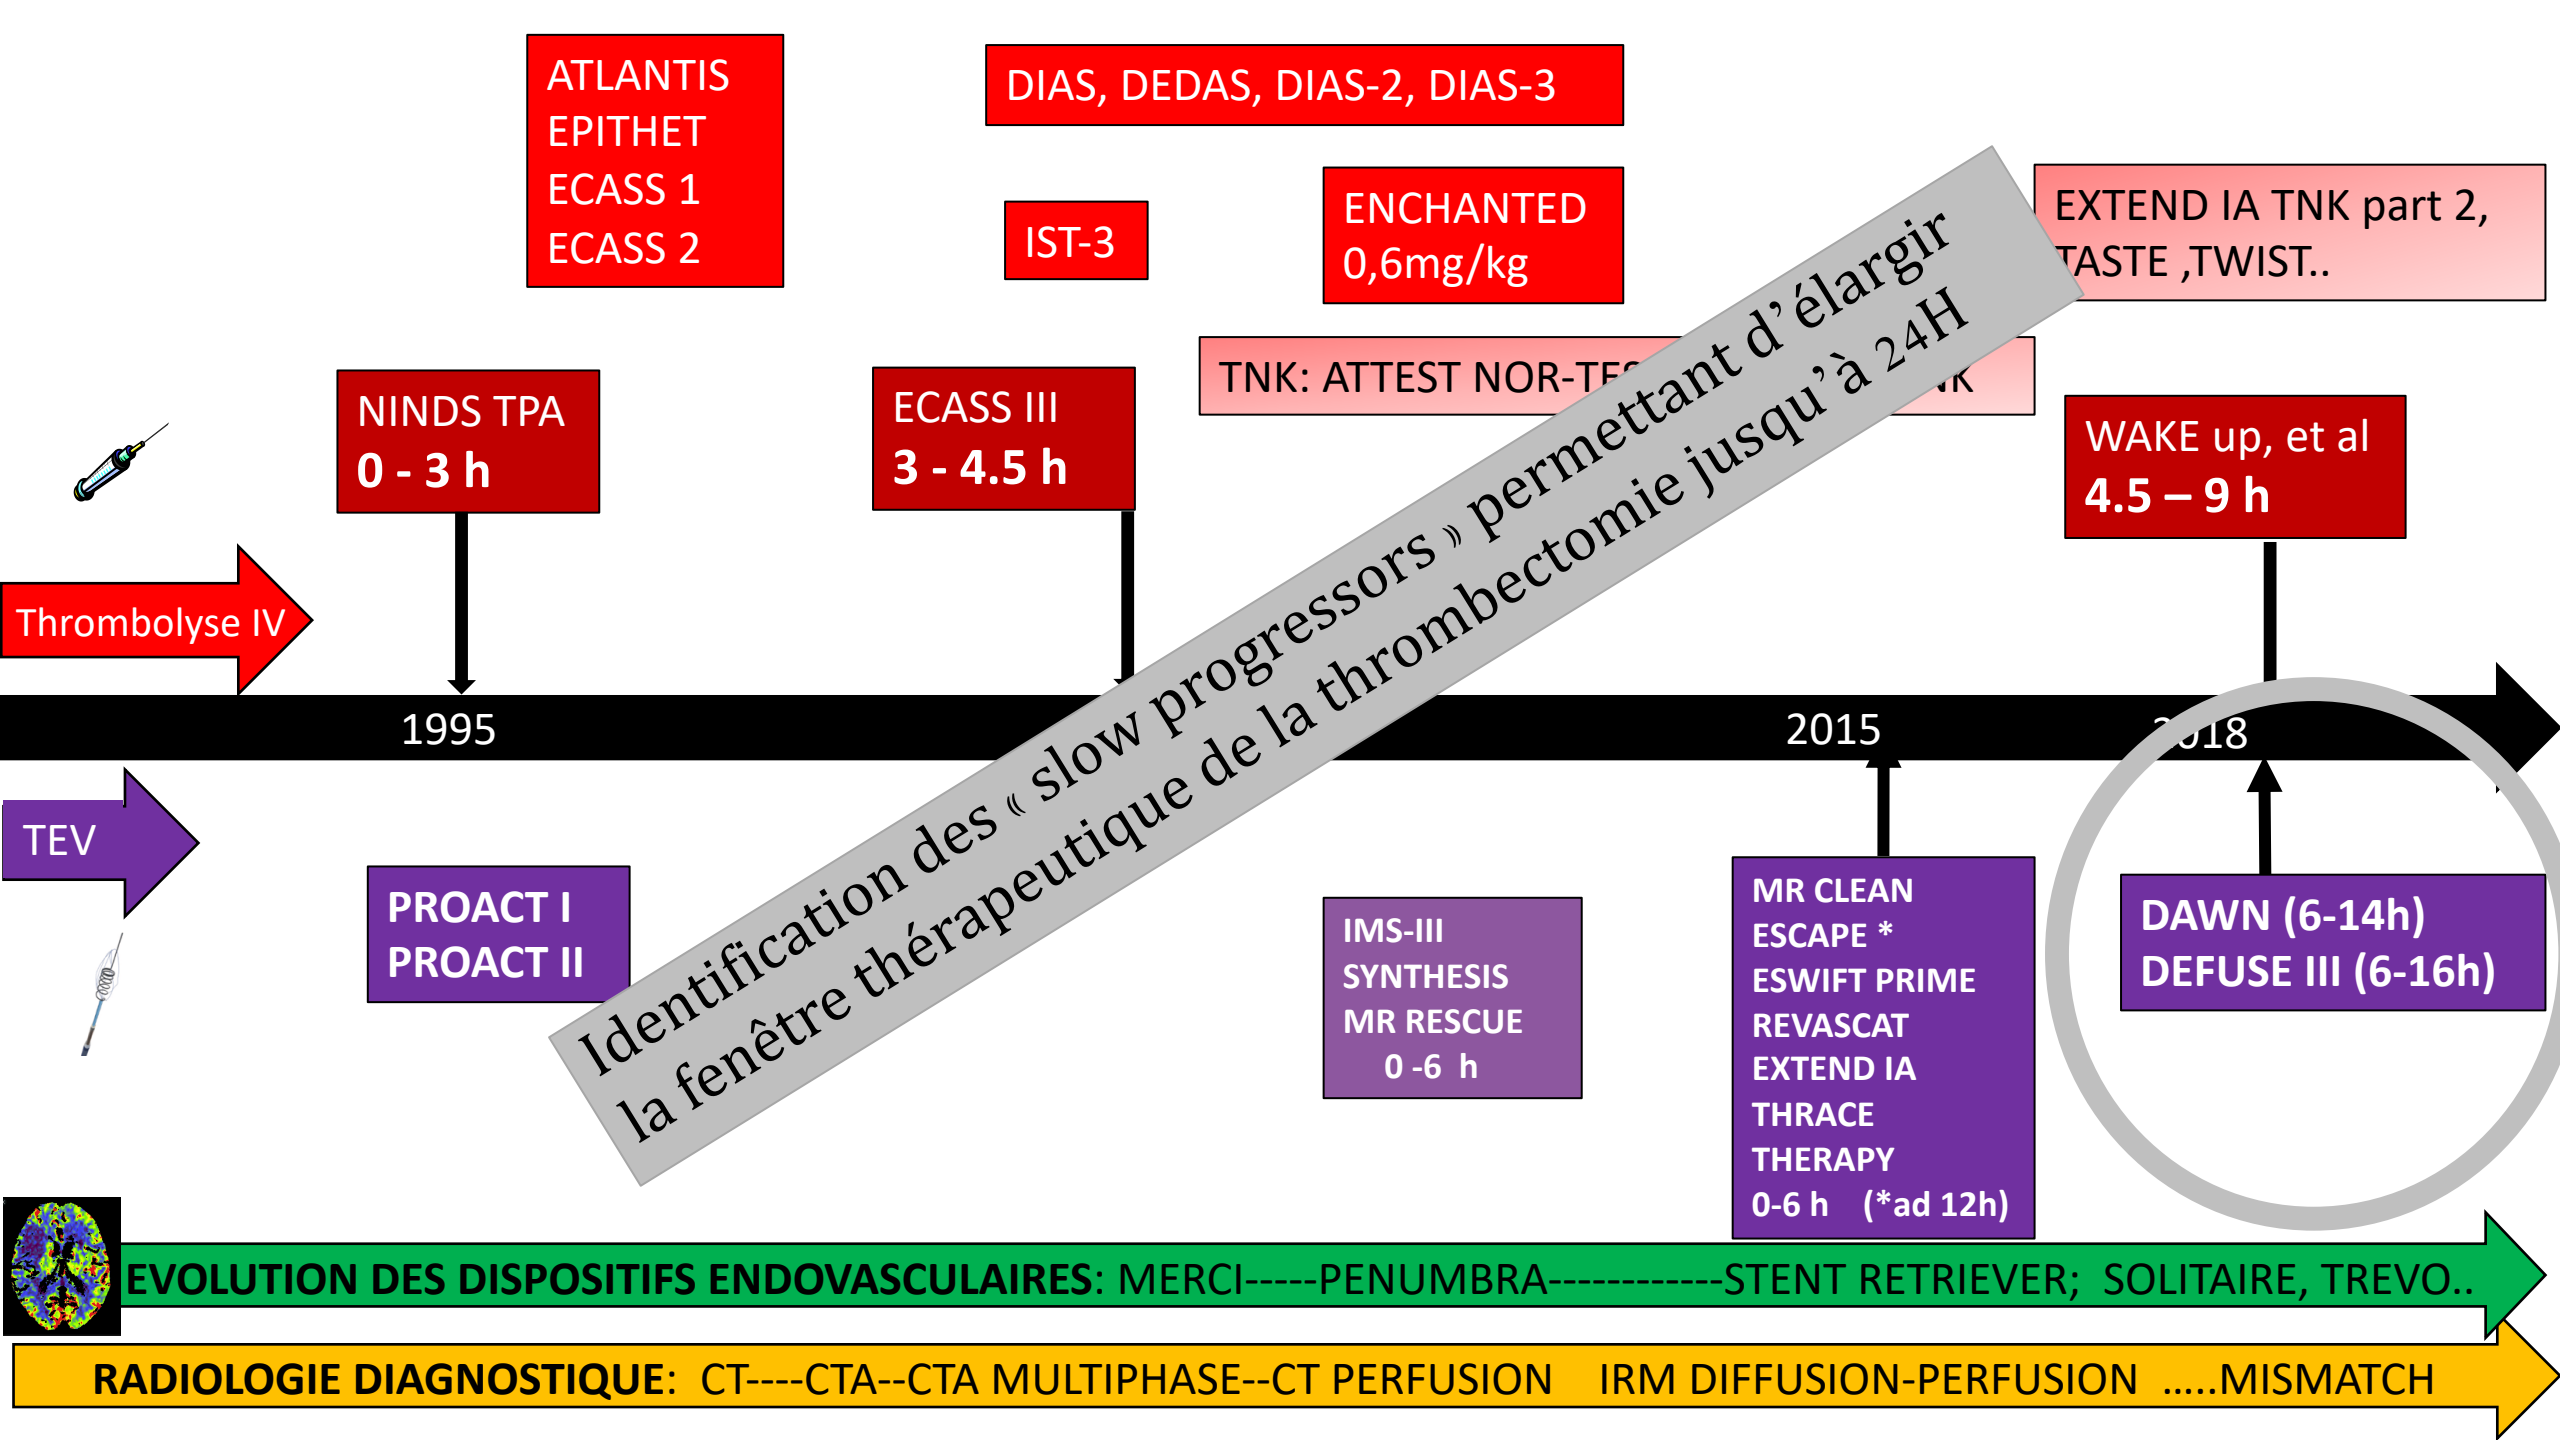 ATLANTIS
EPITHET
ECASS 1
ECASS 2
DIAS, DEDAS, DIAS-2, DIAS-3
IST-3
ENCHANTED
0,6mg/kg
EXTEND IA TNK part 2,
TASTE ,TWIST..
TNK: ATTEST NOR-TES
NINDS TPA
0 - 3 h
ECASS III
3 - 4.5 h
WAKE up, et al
4.5 – 9 h
Identification des « slow progressors » permettant d’élargir
la fenêtre thérapeutique de la thrombectomie jusqu’à 24H
Thrombolyse IV
1995
2015
2018
TEV
PROACT I
PROACT II
IMS-III
SYNTHESIS
MR RESCUE
0 -6 h
MR CLEAN
ESCAPE *
ESWIFT PRIME
REVASCAT
EXTEND IA
THRACE
THERAPY
0-6 h (*ad 12h)
DAWN (6-14h)
DEFUSE III (6-16h)
EVOLUTION DES DISPOSITIFS ENDOVASCULAIRES: MERCI-----PENUMBRA------------STENT RETRIEVER; SOLITAIRE, TREVO..
RADIOLOGIE DIAGNOSTIQUE: CT----CTA--CTA MULTIPHASE--CT PERFUSION IRM DIFFUSION-PERFUSION .....MISMATCH